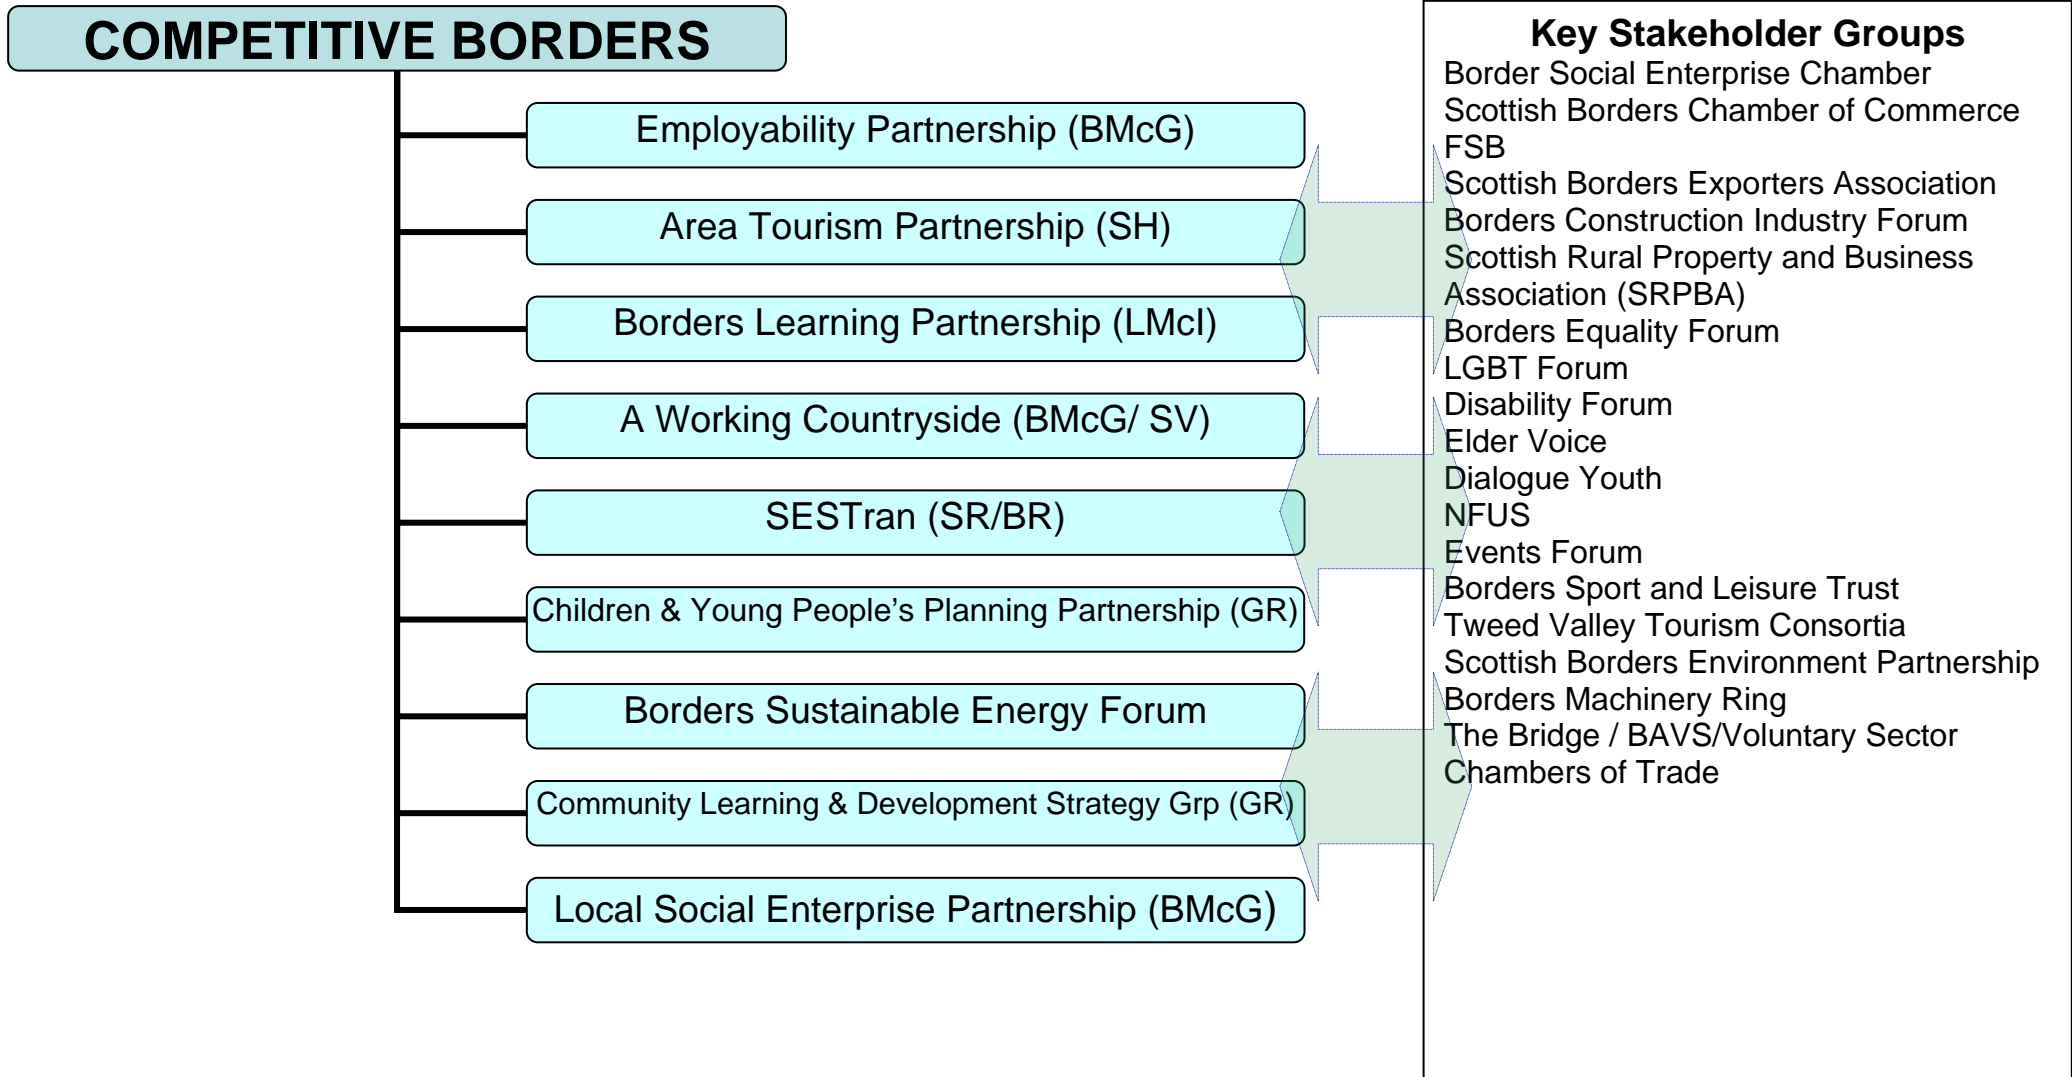 COMPETITIVE BORDERS
Employability Partnership (BMcG)
Area Tourism Partnership (SH)
Borders Learning Partnership (LMcI)
A Working Countryside (BMcG/ SV)
SESTran (SR/BR)
Children & Young People’s Planning Partnership (GR)
Borders Sustainable Energy Forum
Community Learning & Development Strategy Grp (GR)
Local Social Enterprise Partnership (BMcG)
Key Stakeholder Groups
Border Social Enterprise Chamber
Scottish Borders Chamber of Commerce
FSB
Scottish Borders Exporters Association
Borders Construction Industry Forum
Scottish Rural Property and Business
Association (SRPBA)
Borders Equality Forum
LGBT Forum
Disability Forum
Elder Voice
Dialogue Youth
NFUS
Events Forum
Borders Sport and Leisure Trust
Tweed Valley Tourism Consortia
Scottish Borders Environment Partnership
Borders Machinery Ring
The Bridge / BAVS/Voluntary Sector
Chambers of Trade